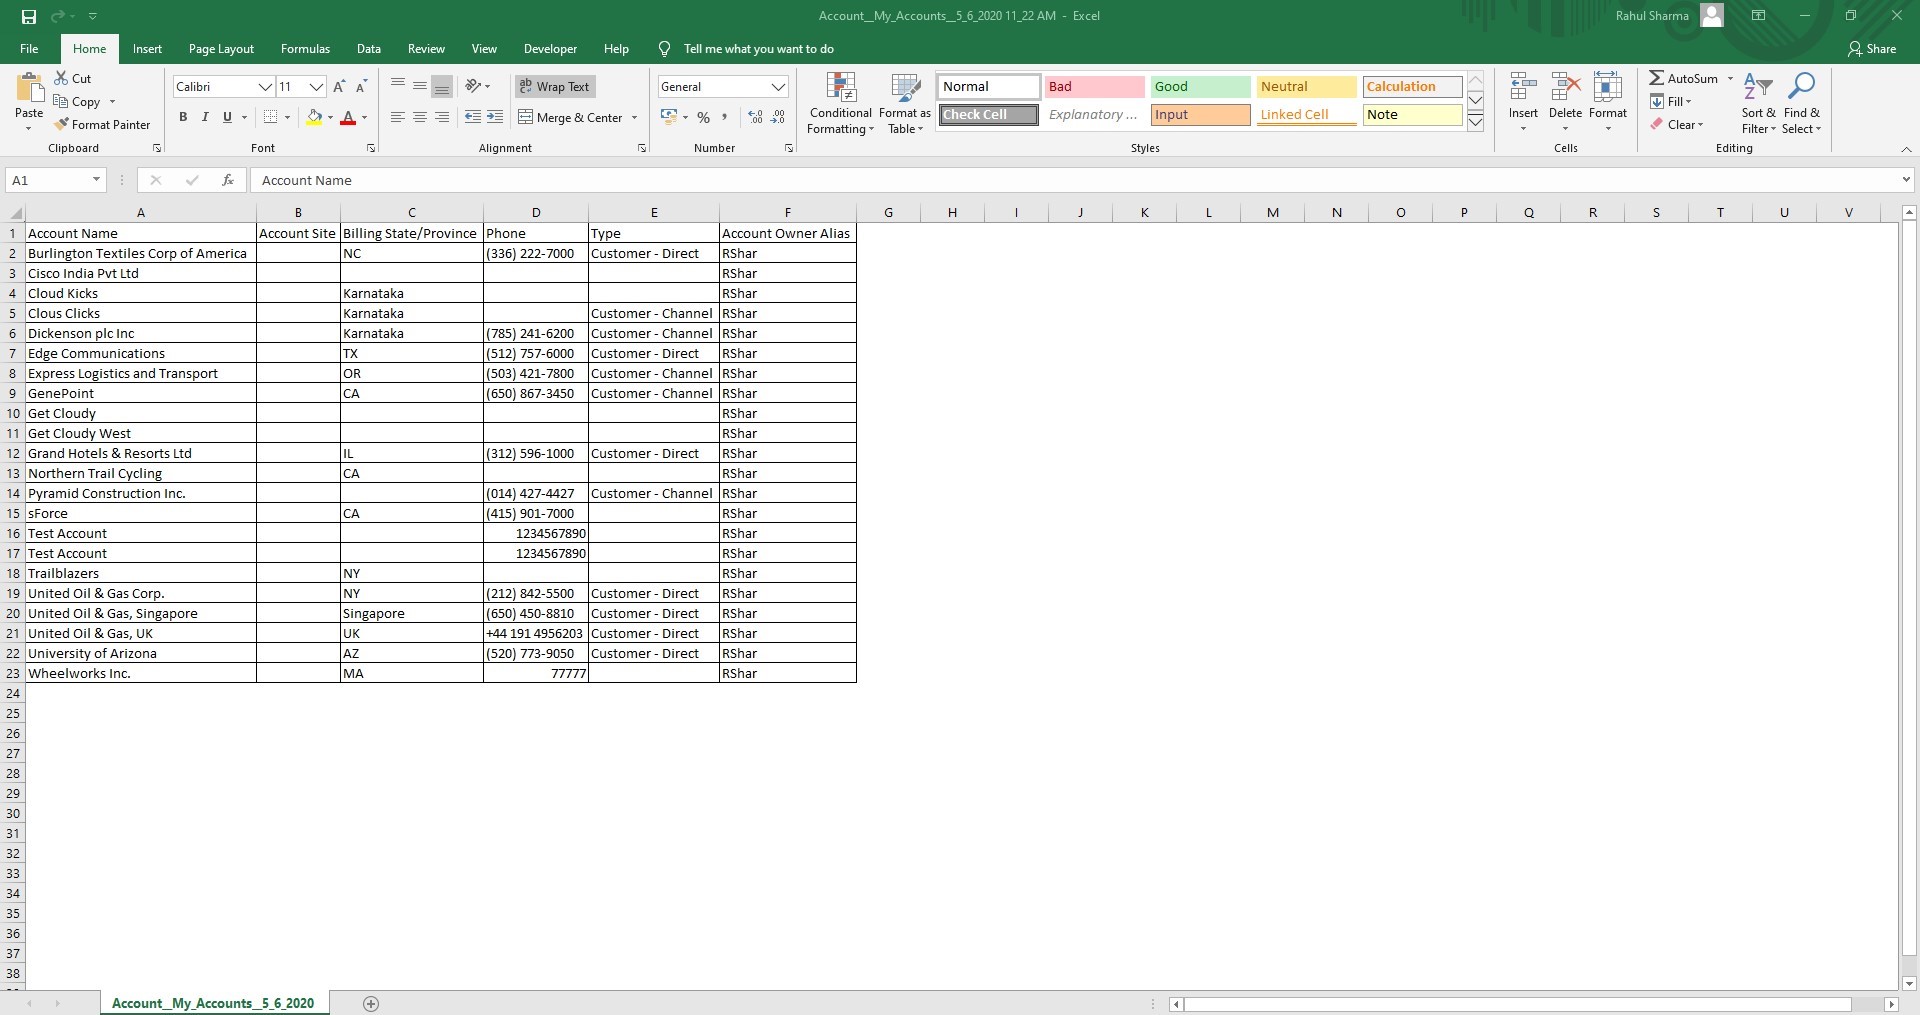 Account__My_Accounts__5_6_2020 11_22 AM - Excel
Rahul Sharma
File Home Insert Page Layout Formulas Data Review View Developer Help Tell me what you want to do Share
Paste
Cut
Copy
Format Painter
Clipboard
Calibri 11 A A
B I U A
Font
ab Wrap Text
Merge & Center
Alignment
General
% , .00 .0
Number
Conditional Formatting
Format as Table
Normal Bad Good Neutral Calculation
Check Cell Explanatory ... Input Linked Cell Note
Styles
Insert Delete Format
Cells
AutoSum
Fill
Clear
Sort & Filter
Find & Select
Editing
A1 fx Account Name
A B C D E F G H I J K L M N O P Q R S T U V
1 Account Name Account Site Billing State/Province Phone Type Account Owner Alias
2 Burlington Textiles Corp of America NC (336) 222-7000 Customer - Direct RShar
3 Cisco India Pvt Ltd RShar
4 Cloud Kicks Karnataka RShar
5 Clous Clicks Karnataka Customer - Channel RShar
6 Dickenson plc Inc Karnataka (785) 241-6200 Customer - Channel RShar
7 Edge Communications TX (512) 757-6000 Customer - Direct RShar
8 Express Logistics and Transport OR (503) 421-7800 Customer - Channel RShar
9 GenePoint CA (650) 867-3450 Customer - Channel RShar
10 Get Cloudy RShar
11 Get Cloudy West RShar
12 Grand Hotels & Resorts Ltd IL (312) 596-1000 Customer - Direct RShar
13 Northern Trail Cycling CA RShar
14 Pyramid Construction Inc. (014) 427-4427 Customer - Channel RShar
15 sForce CA (415) 901-7000 RShar
16 Test Account 1234567890 RShar
17 Test Account 1234567890 RShar
18 Trailblazers NY RShar
19 United Oil & Gas Corp. NY (212) 842-5500 Customer - Direct RShar
20 United Oil & Gas, Singapore Singapore (650) 450-8810 Customer - Direct RShar
21 United Oil & Gas, UK UK +44 191 4956203 Customer - Direct RShar
22 University of Arizona AZ (520) 773-9050 Customer - Direct RShar
23 Wheelworks Inc. MA 77777 RShar
24
25
26
27
28
29
30
31
32
33
34
35
36
37
38
Account__My_Accounts__5_6_2020